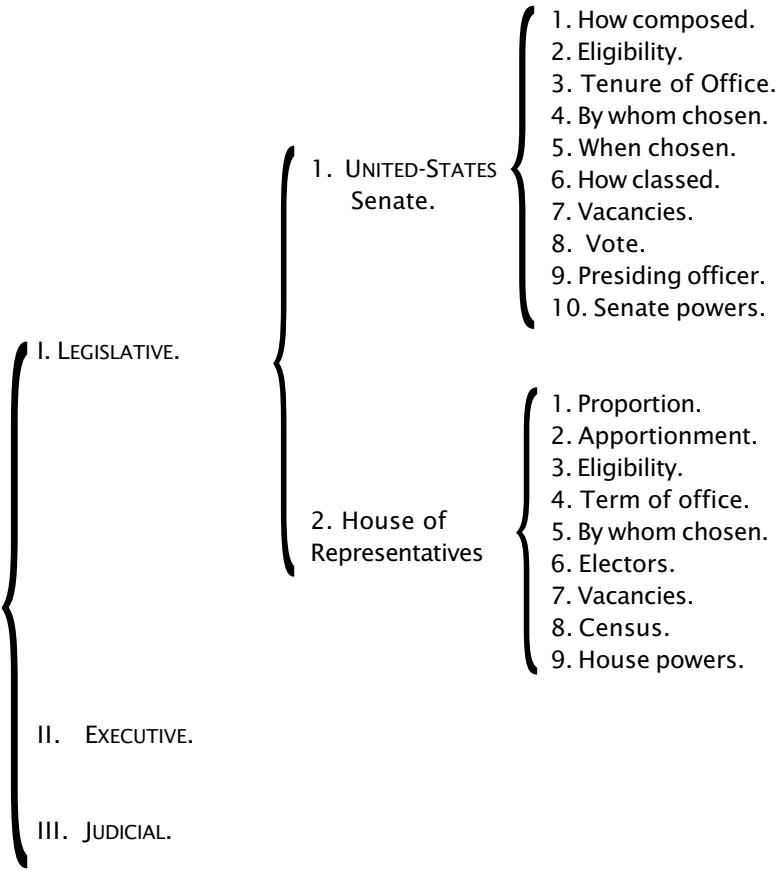 I. LEGISLATIVE.
1. UNITED-STATES
Senate.
1. How composed.
2. Eligibility.
3. Tenure of Office.
4. By whom chosen.
5. When chosen.
6. How classed.
7. Vacancies.
8. Vote.
9. Presiding officer.
10. Senate powers.
2. House of
Representatives
1. Proportion.
2. Apportionment.
3. Eligibility.
4. Term of office.
5. By whom chosen.
6. Electors.
7. Vacancies.
8. Census.
9. House powers.
II. EXECUTIVE.
III. JUDICIAL.